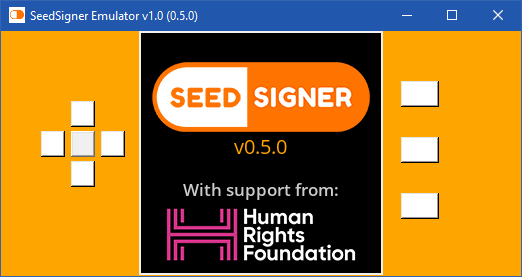 SeedSigner Emulator v1.0 (0.5.0)
SEED SIGNER
v0.5.0
With support from:
Human
Rights
Foundation